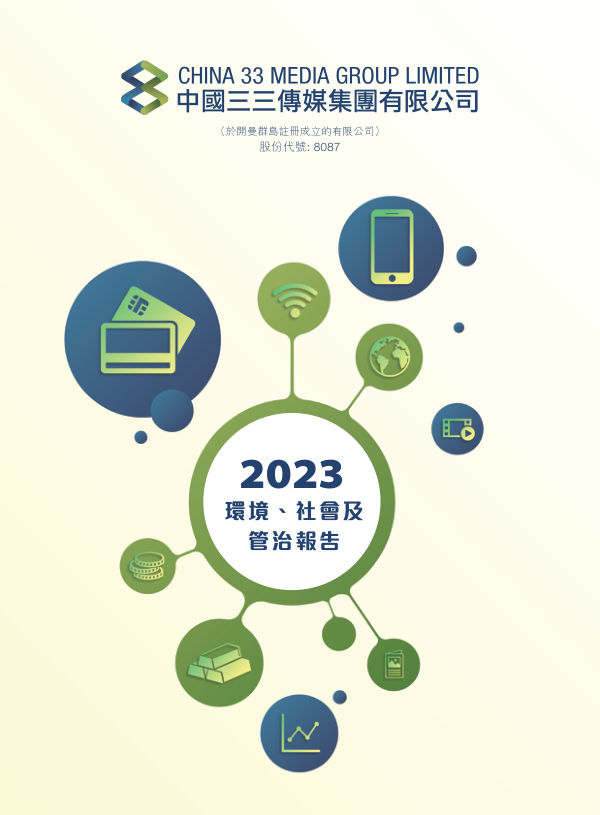 CHINA 33 MEDIA GROUP LIMITED
中國三三傳媒集團有限公司
（於開曼群島註冊成立的有限公司）
股份代號: 8087
2023
環境、社會及
管治報告